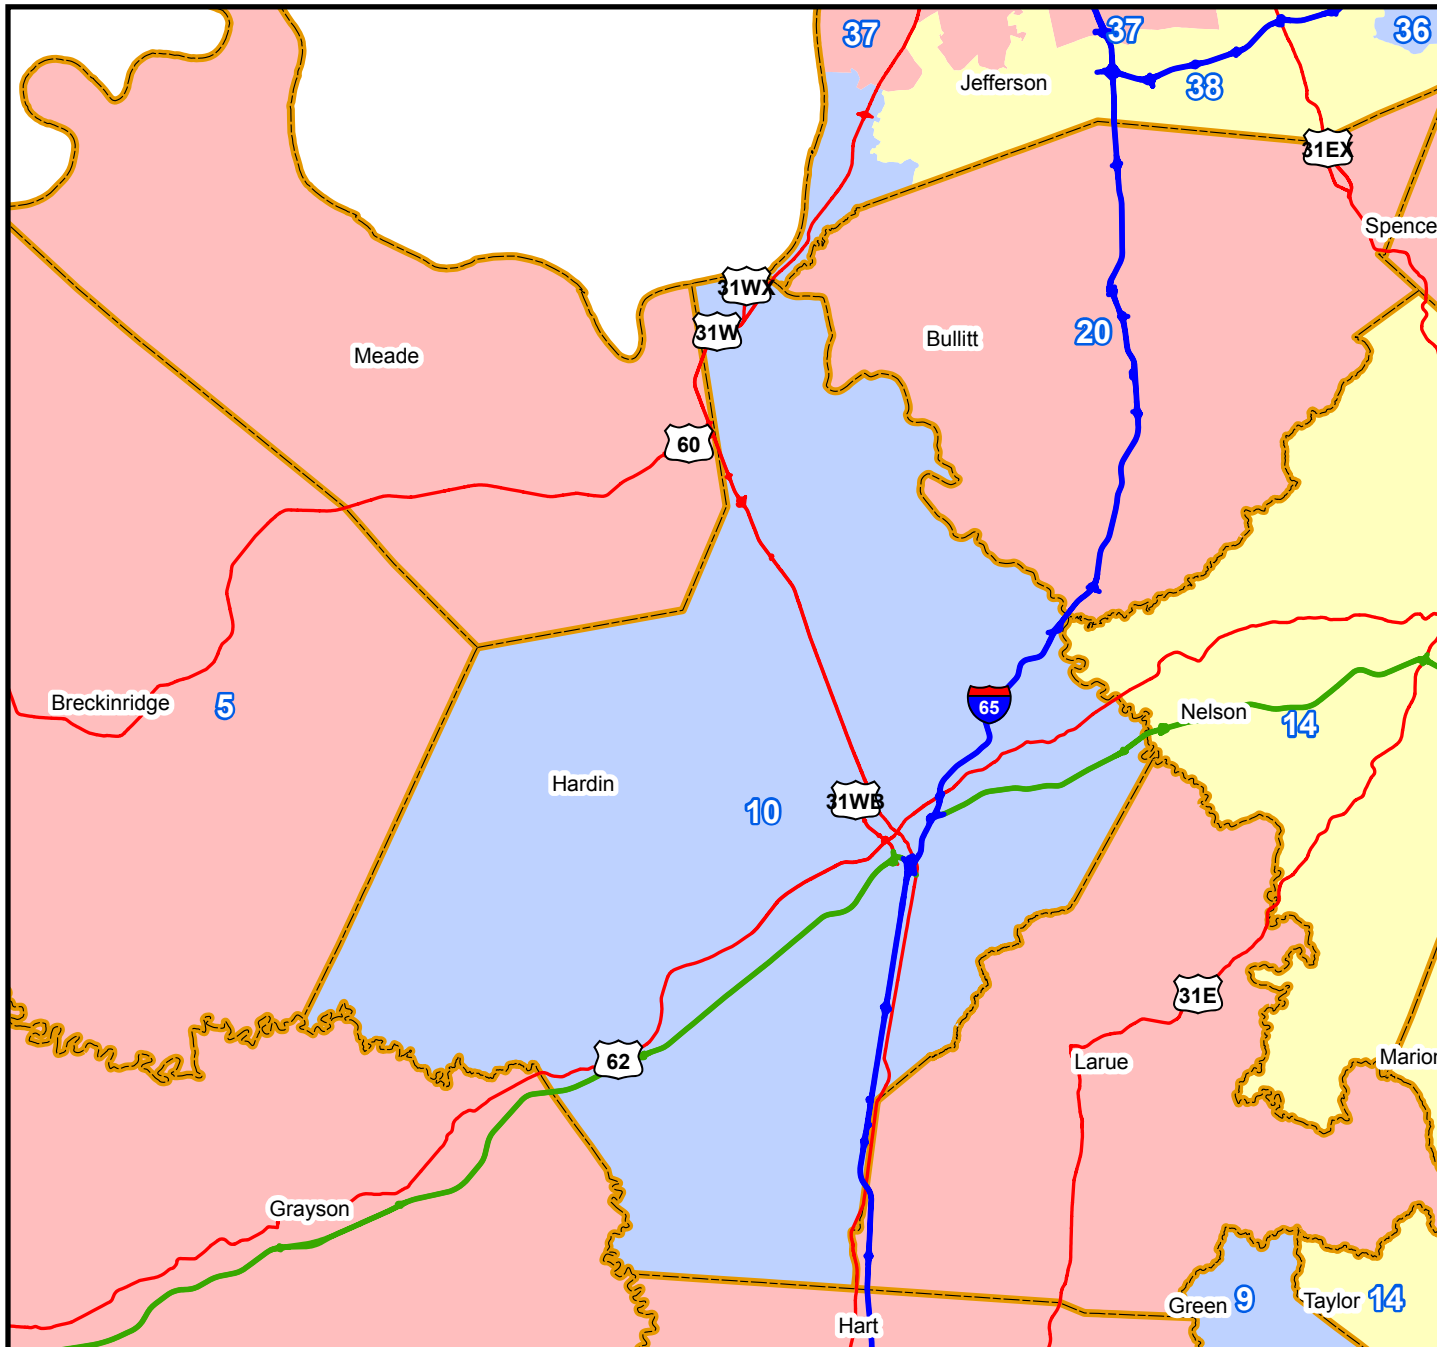 37
37
36
Jefferson
38
31EX
Spence
31WX
31W
20
Bullitt
Meade
60
Breckinridge
5
65
Nelson
14
Hardin
10
31WB
31E
62
Larue
Marion
Grayson
Green
9
Taylor
14
Hart